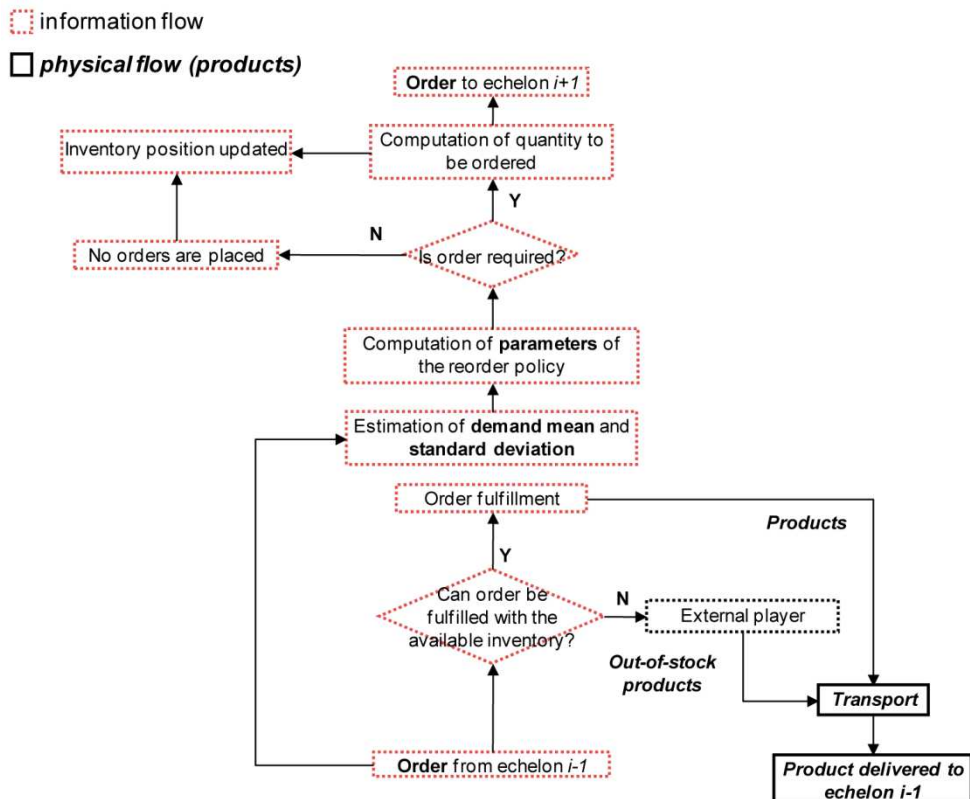 information flow
physical flow (products)
Order to echelon i+1
Computation of quantity to
be ordered
Inventory position updated
Y
N
No orders are placed
Is order required?
Computation of parameters of
the reorder policy
Estimation of demand mean and
standard deviation
Order fulfillment
Products
Y
Can order be
fulfilled with the
available inventory?
N
External player
Out-of-stock
products
Transport
Order from echelon i-1
Product delivered to
echelon i-1